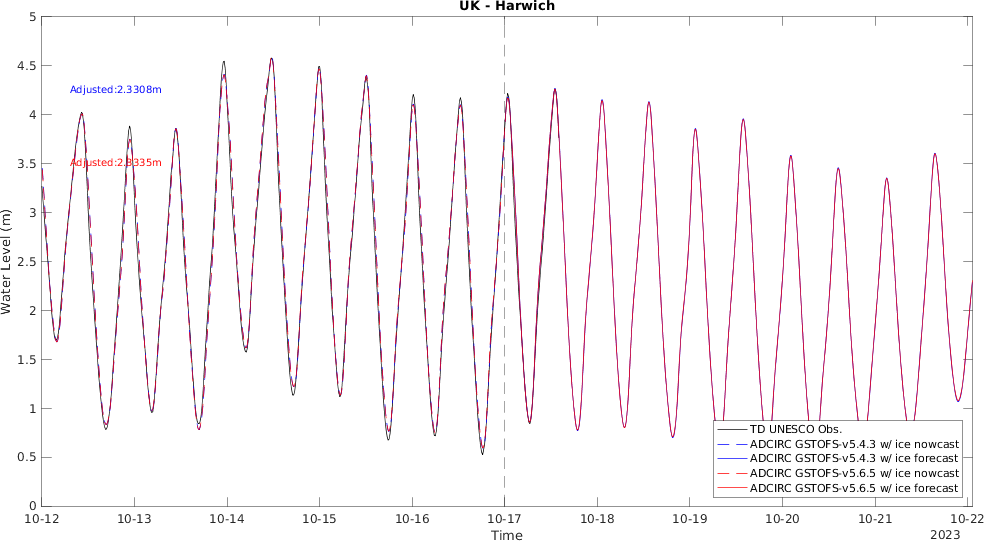 UK - Harwich
5
4.5
4
3.5
3
2.5
2
1.5
1
0.5
0
Water Level (m)
Adjusted:2.3308m
Adjusted:2.3335m
TD UNESCO Obs.
ADCIRC GSTOFS-v5.4.3 w/ ice nowcast
ADCIRC GSTOFS-v5.4.3 w/ ice forecast
ADCIRC GSTOFS-v5.6.5 w/ ice nowcast
ADCIRC GSTOFS-v5.6.5 w/ ice forecast
10-12 10-13 10-14 10-15 10-16 10-17 10-18 10-19 10-20 10-21 10-22
Time
2023